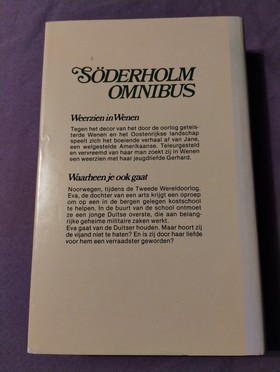 SÖDERHOLM
OMNIBUS
Weerzien in Wenen
Tegen het decor van het door de oorlog geteis-
terde Wenen en het Oostenrijkse landschap
speelt zich het boeiende verhaal af van Jane,
een welgestelde Amerikaanse. Teleurgesteld
en vervreemd van haar man zoekt zij in Wenen
een weerzien met haar jeugdliefde Gerhard.
Waarheen je ook gaat
Noorwegen, tijdens de Tweede Wereldoorlog.
Eva, de dochter van een arts krijgt een oproep
om op een in de bergen gelegen kostschool
te helpen. In de buurt van de school ontmoet
ze een jonge Duitse overste, die aan belang-
rijke geheime militaire zaken werkt.
Eva gaat van de Duitser houden. Maar hoort zij
de vijand niet te haten? En is zij door haar liefde
voor hem een verraadster geworden?